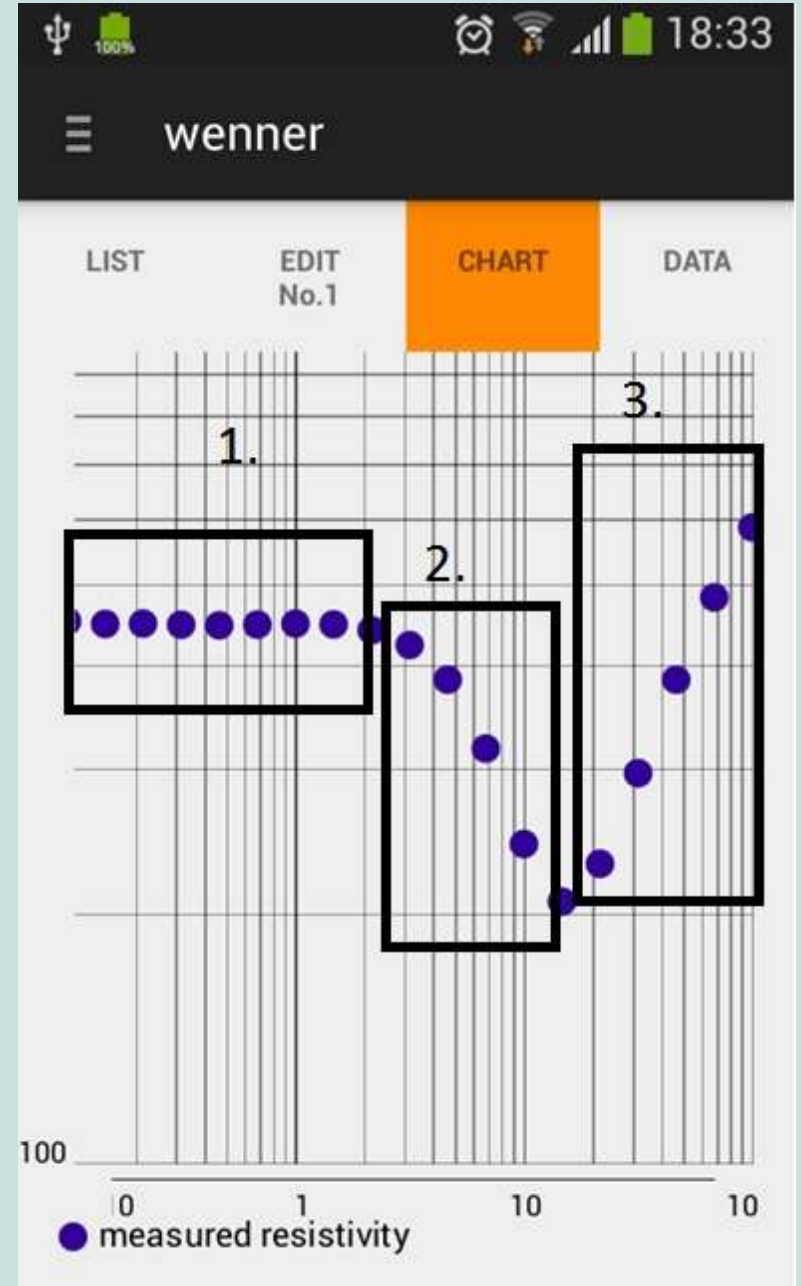 100%
18:33
wenner
LIST
EDIT
No.1
CHART
DATA
1.
2.
3.
100
0
1
10
10
measured resistivity